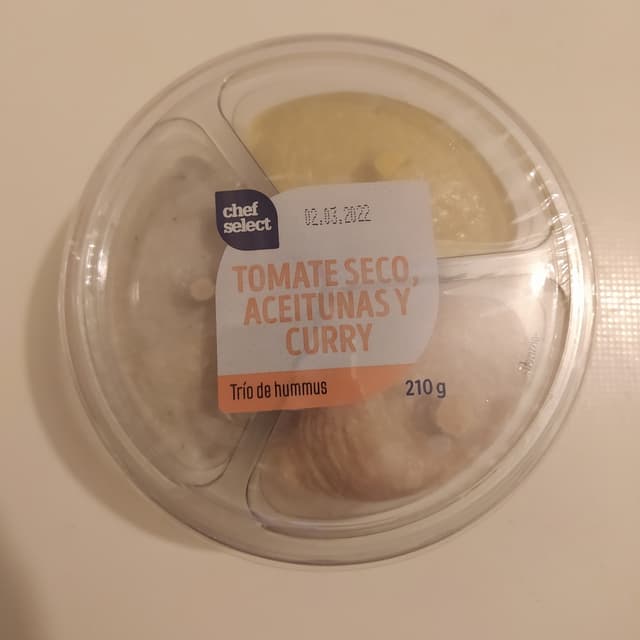 chef
select
02.03.2022
TOMATE SECO,
ACEITUNAS Y
CURRY
Trío de hummus
210 g